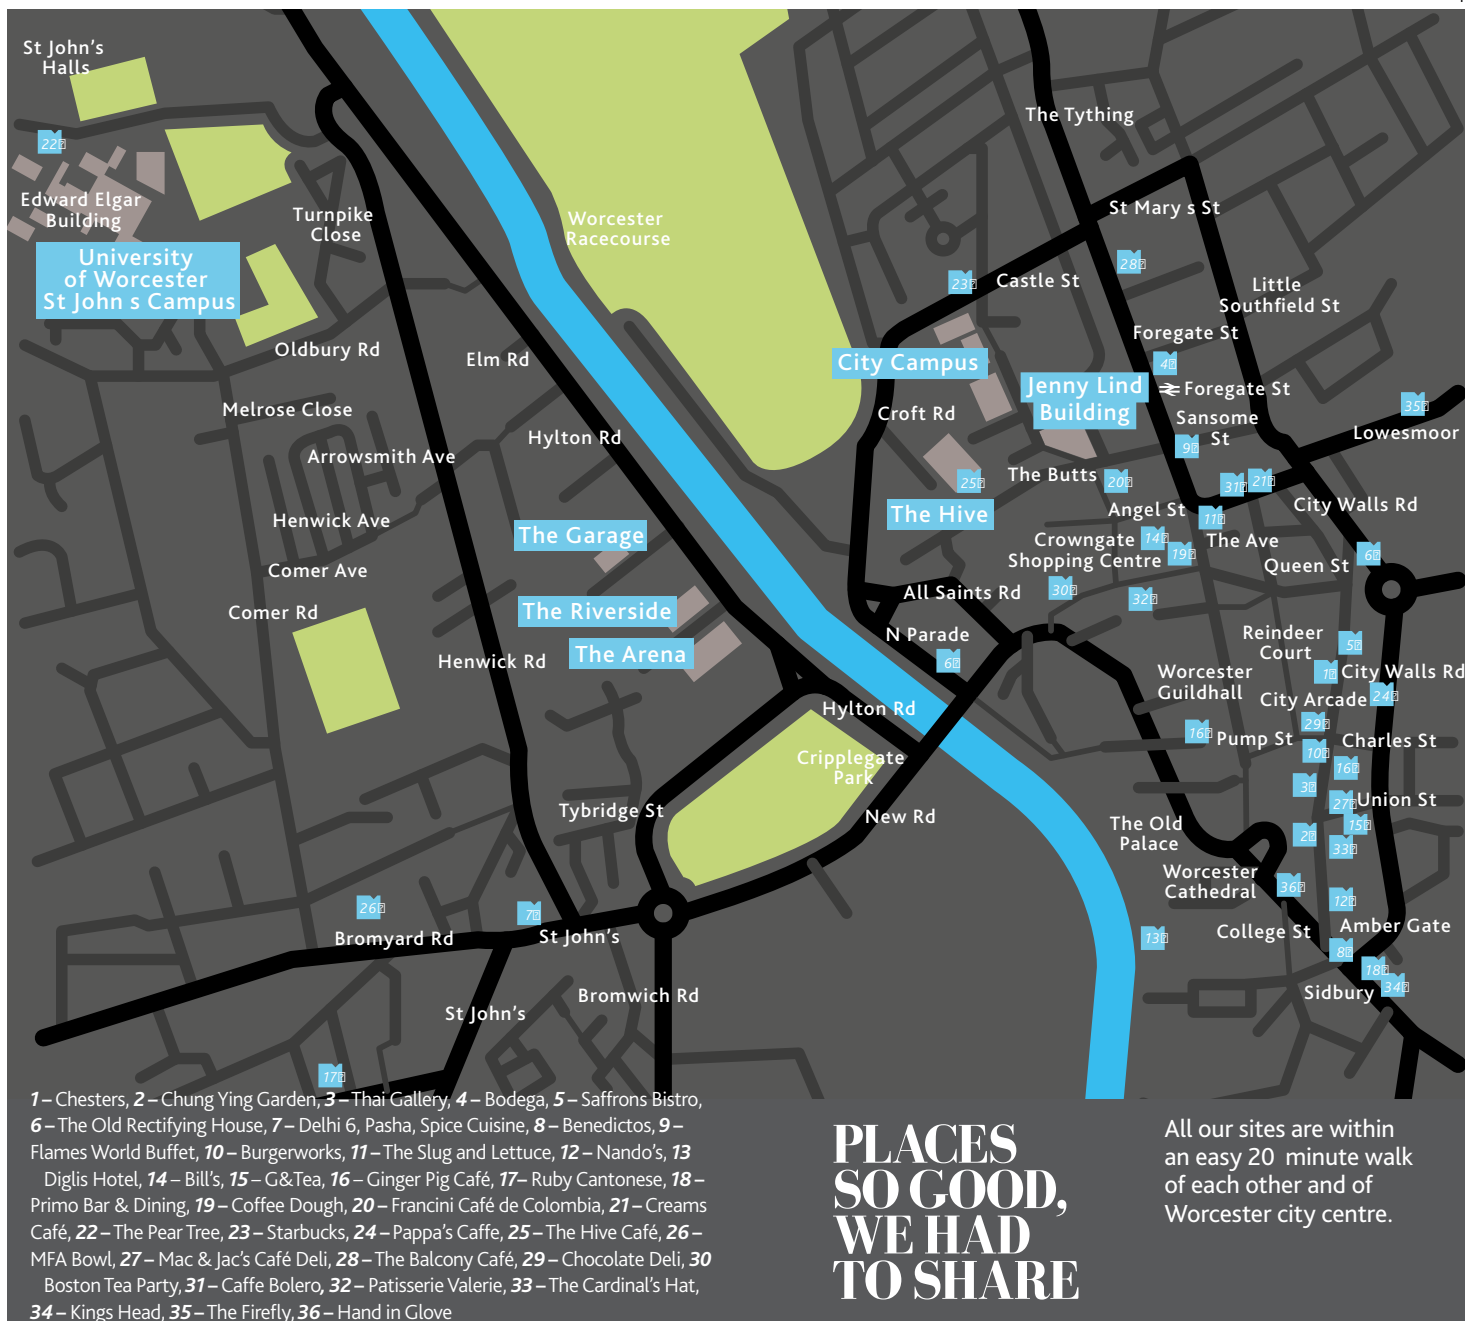 St John's
Halls
22
Edward Elgar
Building
University
of Worcester
St John s Campus
Turnpike
Close
Worcester
Racecourse
The Tything
St Mary s St
28
23
Castle St
Little
Southfield St
Oldbury Rd
Elm Rd
Foregate St
City Campus
4
Jenny Lind
Building
Foregate St
Melrose Close
Croft Rd
Sansome
St
35
Lowesmoor
Hylton Rd
9
Arrowsmith Ave
The Butts
20
25
31
21
The Hive
Angel St
City Walls Rd
Henwick Ave
11
The Garage
Crowngate
Shopping Centre
14
19
The Ave
6
Queen St
Comer Ave
30
All Saints Rd
32
Comer Rd
The Riverside
N Parade
Reindeer
Court
5
The Arena
Henwick Rd
6
Worcester
Guildhall
1
City Walls Rd
City Arcade
24
Hylton Rd
29
16
Pump St
Charles St
10
Cripplegate
Park
16
3
Tybridge St
New Rd
27
Union St
The Old
Palace
15
2
33
Worcester
Cathedral
36
12
26
7
Bromyard Rd
St John's
13
College St
Amber Gate
8
18
Bromwich Rd
Sidbury
34
St John's
17
1 – Chesters, 2 – Chung Ying Garden, 3 – Thai Gallery, 4 – Bodega, 5 – Saffrons Bistro,
6 – The Old Rectifying House, 7 – Delhi 6, Pasha, Spice Cuisine, 8 – Benedictos, 9 –
Flames World Buffet, 10 – Burgerworks, 11 – The Slug and Lettuce, 12 – Nando's, 13
Diglis Hotel, 14 – Bill's, 15 – G&Tea, 16 – Ginger Pig Café, 17– Ruby Cantonese, 18 –
Primo Bar & Dining, 19 – Coffee Dough, 20 – Francini Café de Colombia, 21 – Creams
Café, 22 – The Pear Tree, 23 – Starbucks, 24 – Pappa's Caffe, 25 – The Hive Café, 26 –
MFA Bowl, 27 – Mac & Jac's Café Deli, 28 – The Balcony Café, 29 – Chocolate Deli, 30
Boston Tea Party, 31 – Caffe Bolero, 32 – Patisserie Valerie, 33 – The Cardinal's Hat,
34 – Kings Head, 35 – The Firefly, 36 – Hand in Glove
PLACES
SO GOOD,
WE HAD
TO SHARE
All our sites are within
an easy 20 minute walk
of each other and of
Worcester city centre.